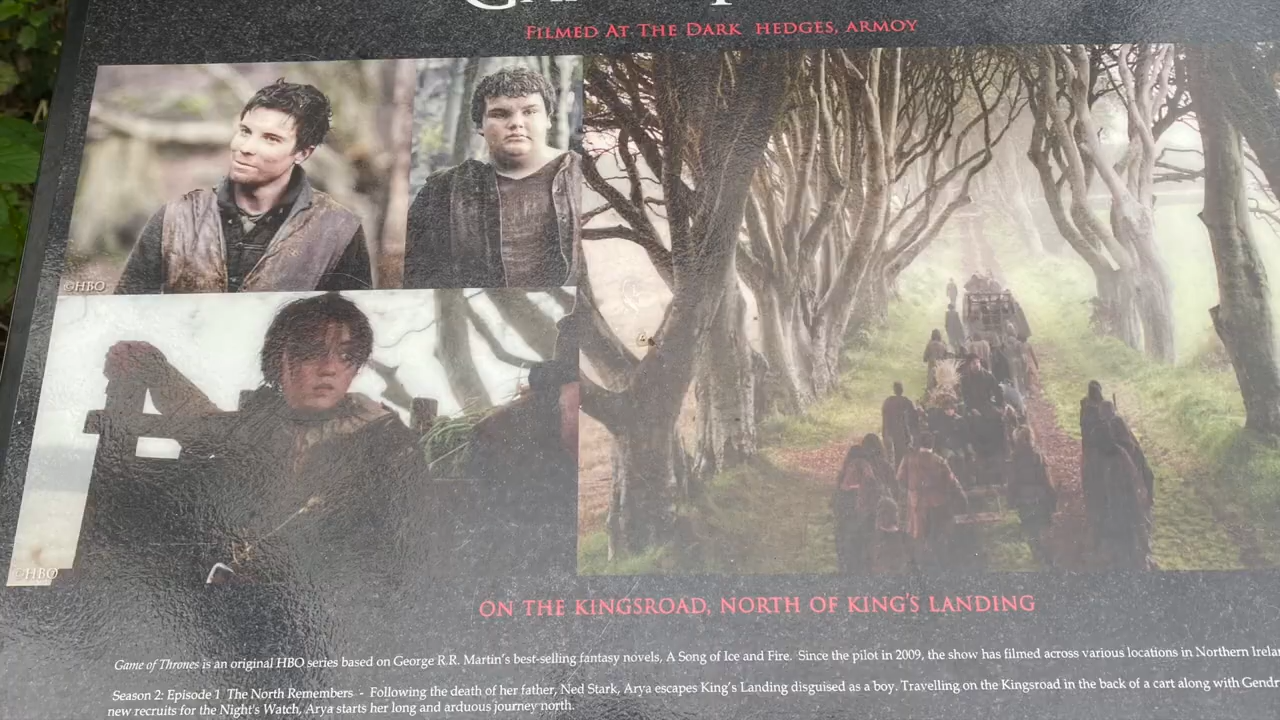 FILMED AT THE DARK HEDGES, ARMOY
©HBO
©HBO
ON THE KINGSROAD, NORTH OF KING'S LANDING
Game of Thrones is an original HBO series based on George R.R. Martin's best-selling fantasy novels, A Song of Ice and Fire. Since the pilot in 2009, the show has filmed across various locations in Northern
Season 2: Episode 1 The North Remembers - Following the death of her father, Ned Stark, Arya escapes King's Landing disguised as a boy. Travelling on the Kingsroad in the back of a cart along with
new recruits for the Night's Watch, Arya starts her long and arduous journey north.